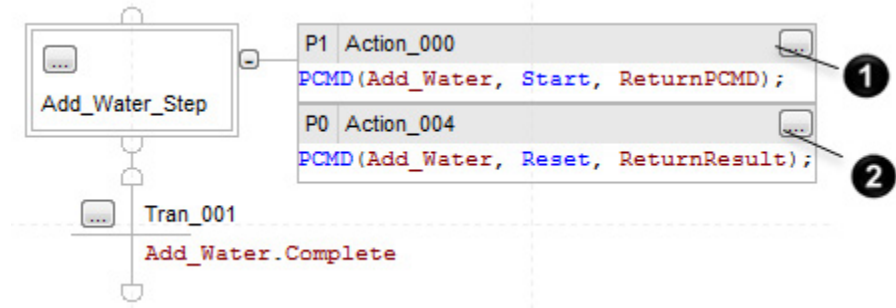 P1 Action_000 ...
PCMD(Add_Water, Start, ReturnPCMD);
1
...
Add_Water_Step
P0 Action_004 ...
PCMD(Add_Water, Reset, ReturnResult);
2
... Tran_001
Add_Water.Complete